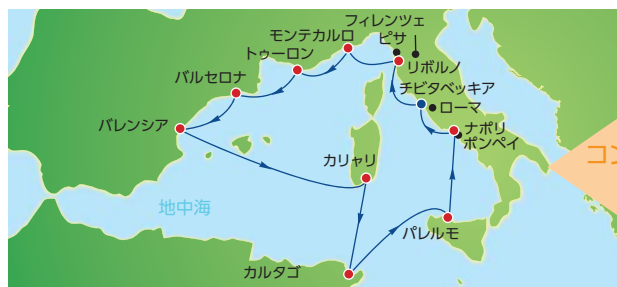 フィレンツェ
モンテカルロ
ピサ
トゥーロン
リボルノ
バルセロナ
チビタベッキア
ローマ
バレンシア
ナポリ
ポンペイ
カリャリ
コン
地中海
パレルモ
カルタゴ